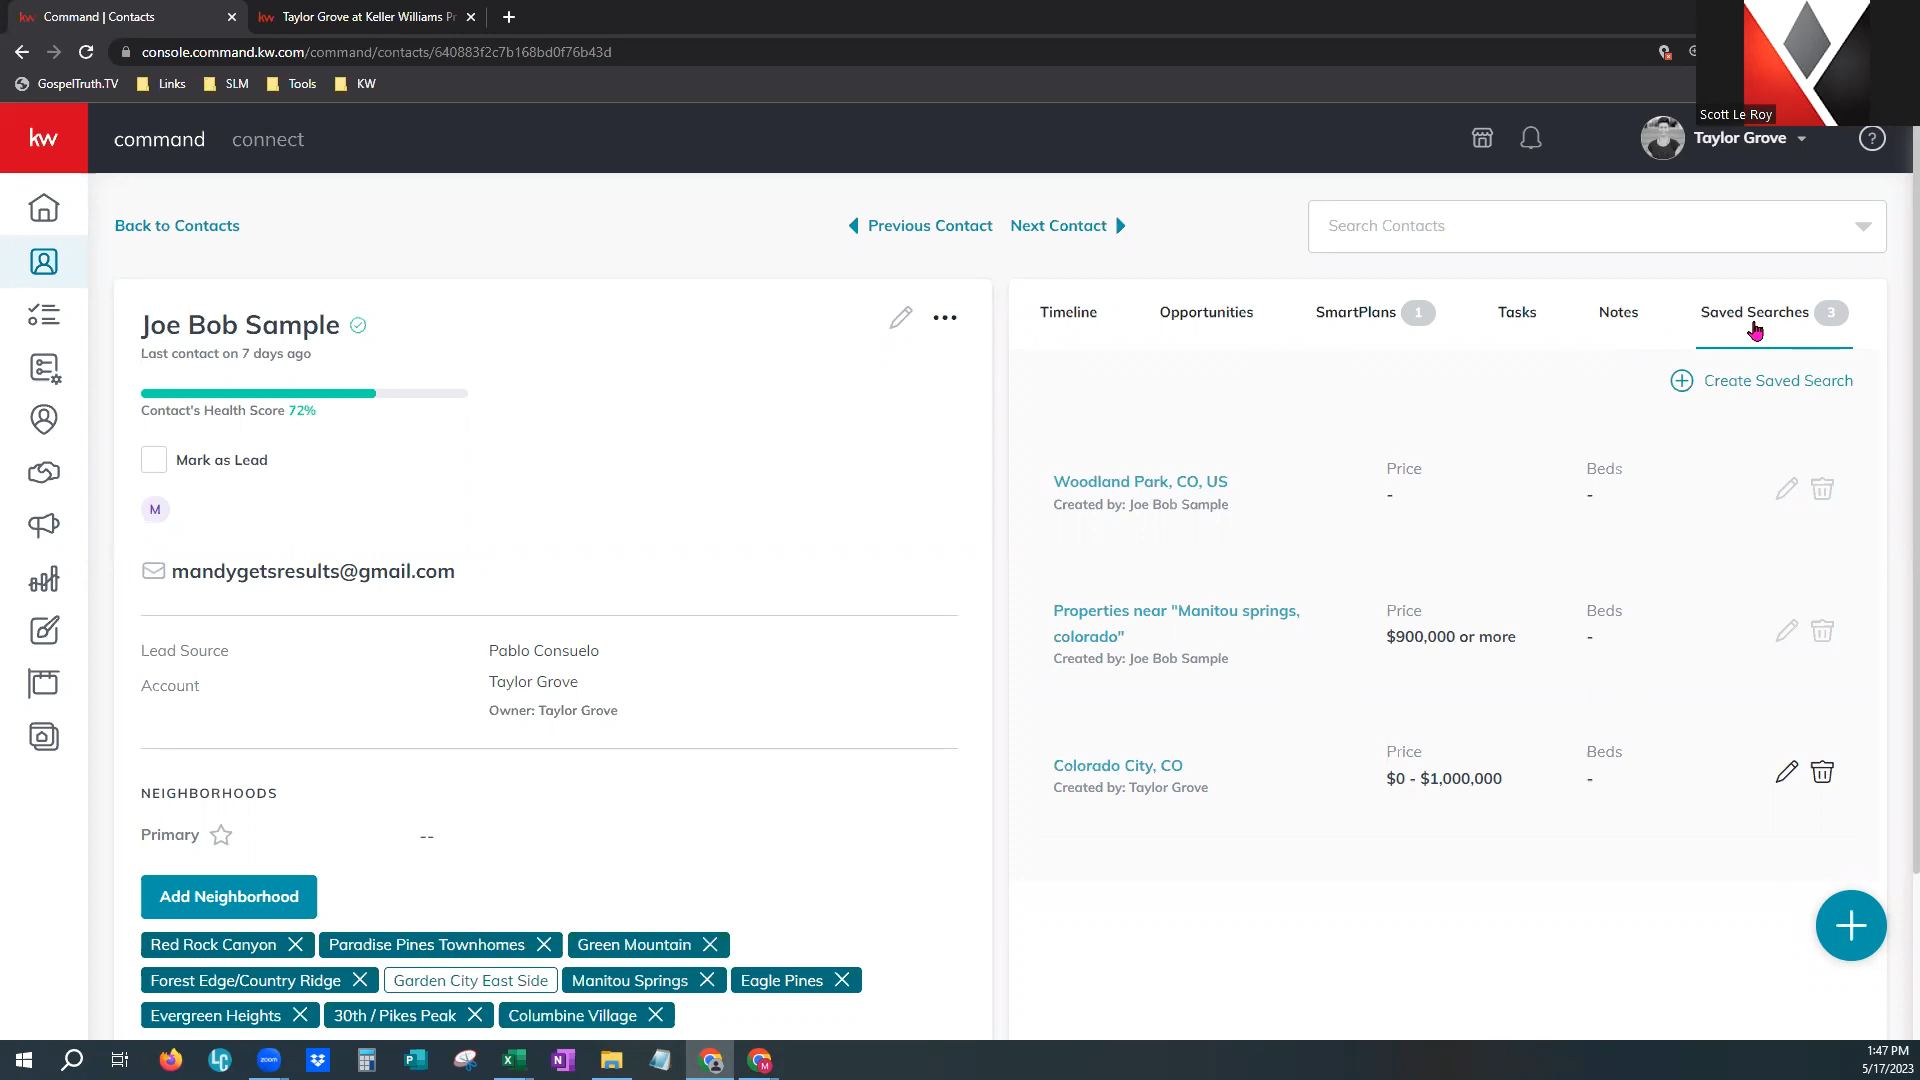 kw Command | Contacts
kw Taylor Grove at Keller Williams Pr
console.command.kw.com/command/contacts/640883f2c7b168bd0f76b43d
GospelTruth.TV Links SLM Tools KW
Scott Le Roy
kw command connect
Taylor Grove
?
Back to Contacts
Previous Contact Next Contact
Search Contacts
Joe Bob Sample
Last contact on 7 days ago
Contact's Health Score 72%
Mark as Lead
M
mandygetsresults@gmail.com
Lead Source Pablo Consuelo
Account Taylor Grove
Owner: Taylor Grove
NEIGHBORHOODS
Primary --
Add Neighborhood
Red Rock Canyon Paradise Pines Townhomes Green Mountain
Forest Edge/Country Ridge Garden City East Side Manitou Springs Eagle Pines
Evergreen Heights 30th / Pikes Peak Columbine Village
Timeline Opportunities SmartPlans 1 Tasks Notes Saved Searches 3
Create Saved Search
Woodland Park, CO, US
Created by: Joe Bob Sample
Price
-
Beds
-
Properties near "Manitou springs,
colorado"
Created by: Joe Bob Sample
Price
$900,000 or more
Beds
-
Colorado City, CO
Created by: Taylor Grove
Price
$0 - $1,000,000
Beds
-
LC zoom P X N M
1:47 PM
5/17/2023